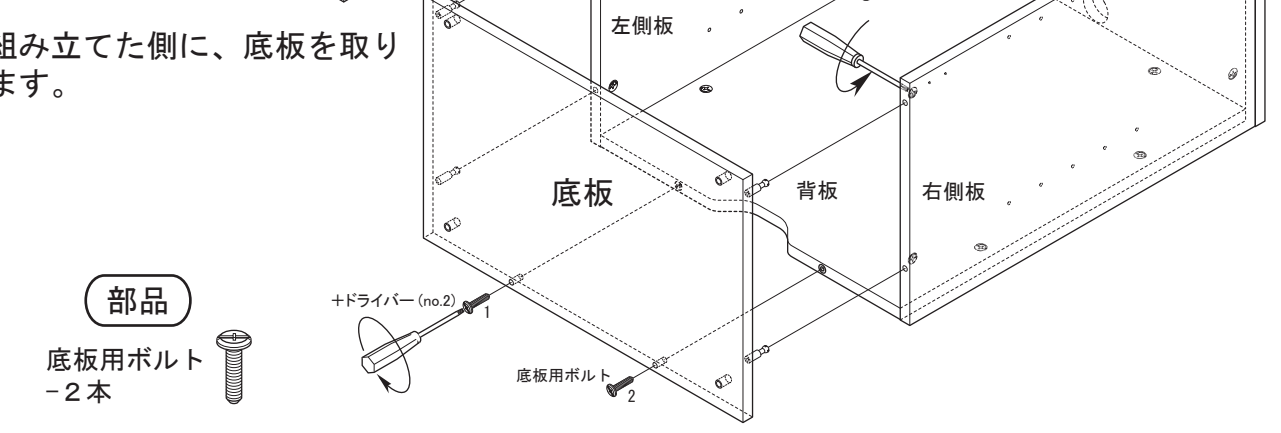 組み立てた側に、底板を取り
ます。
左側板
底板
背板
右側板
部品
底板用ボルト
-2本
+ドライバー(no.2)
1
底板用ボルト
2